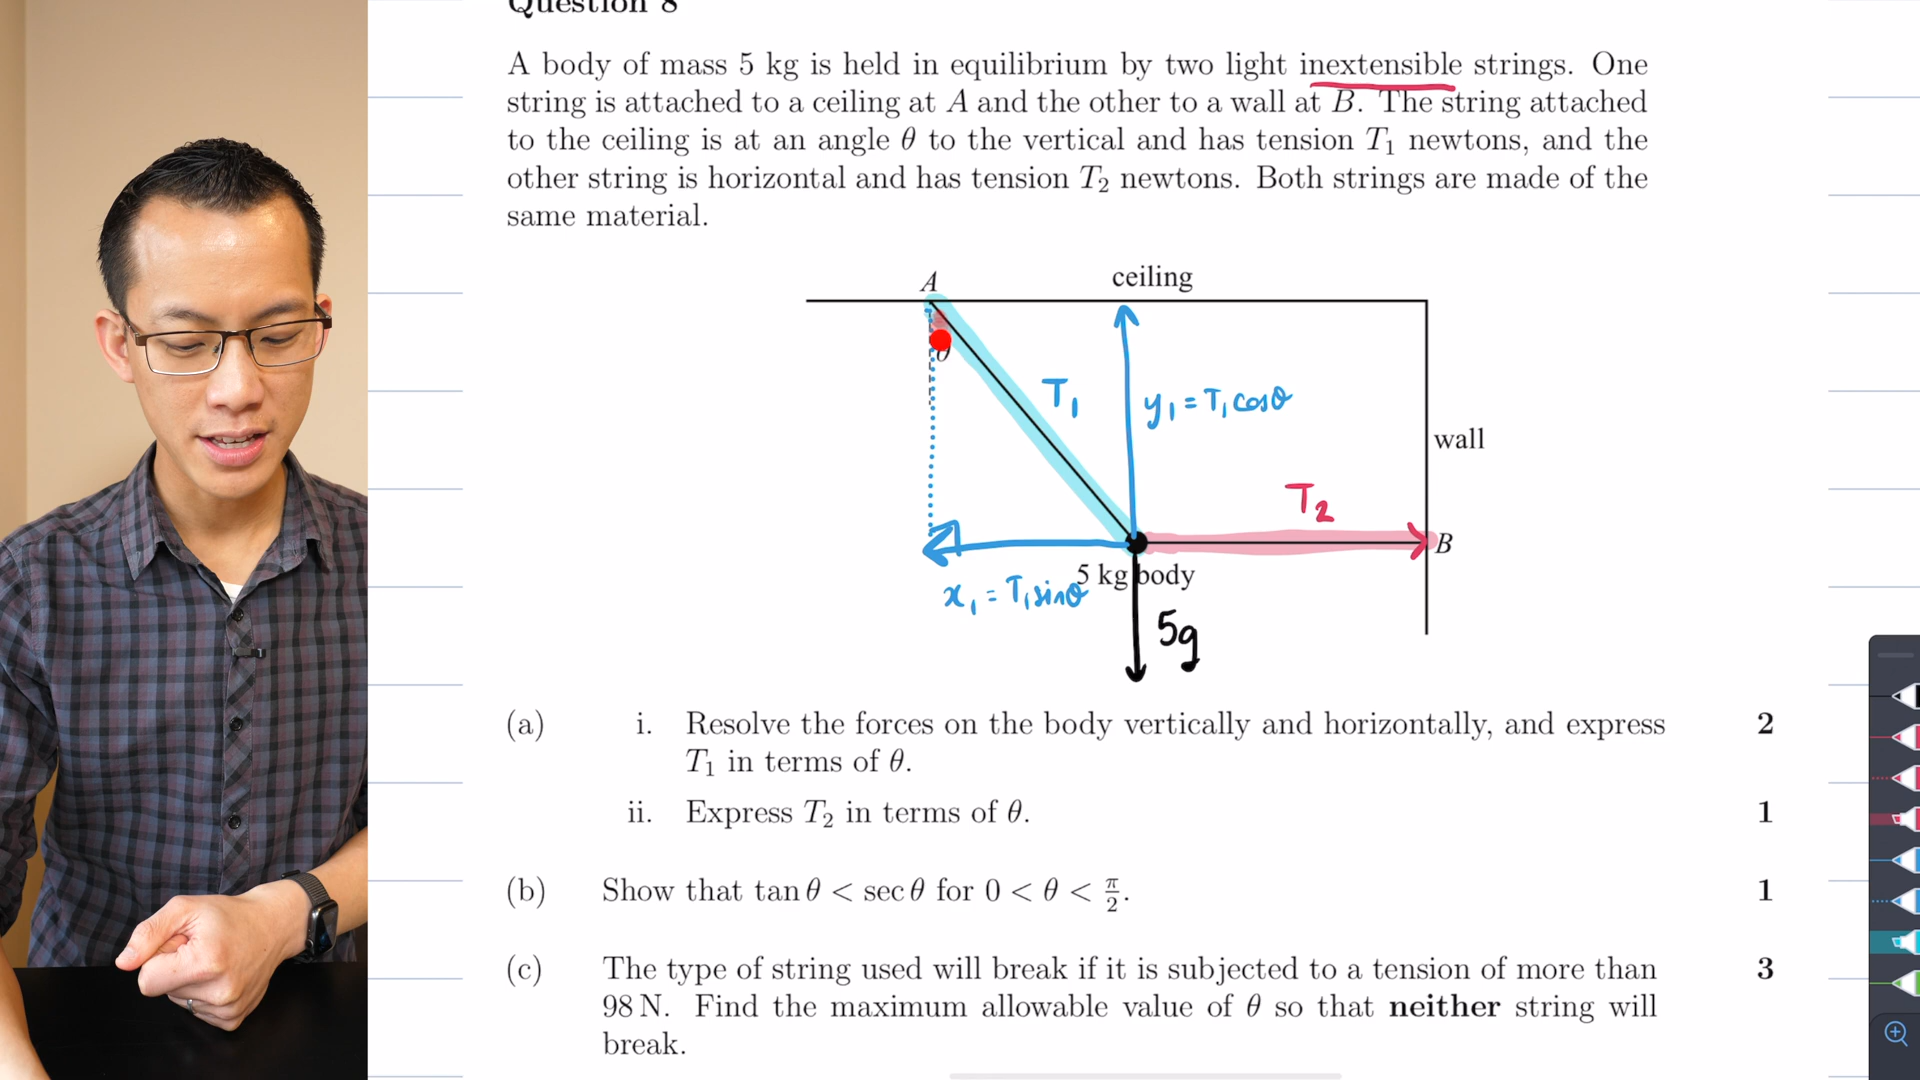 Question 8
A body of mass 5 kg is held in equilibrium by two light inextensible strings. One
string is attached to a ceiling at A and the other to a wall at B. The string attached
to the ceiling is at an angle θ to the vertical and has tension T₁ newtons, and the
other string is horizontal and has tension T₂ newtons. Both strings are made of the
same material.
A
ceiling
θ
T₁
y₁ = T₁ cosθ
wall
T₂
B
5 kg body
x₁ = T₁ sinθ
5g
(a) i. Resolve the forces on the body vertically and horizontally, and express 2
T₁ in terms of θ.
ii. Express T₂ in terms of θ. 1
(b) Show that tan θ < sec θ for 0 < θ < π/2. 1
(c) The type of string used will break if it is subjected to a tension of more than 3
98 N. Find the maximum allowable value of θ so that neither string will
break.